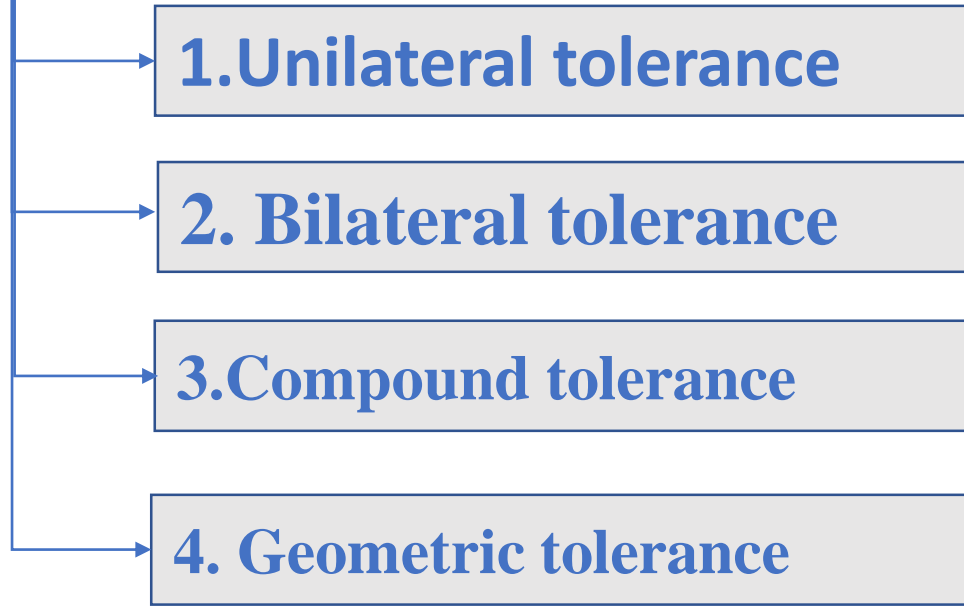 1.Unilateral tolerance
2. Bilateral tolerance
3.Compound tolerance
4. Geometric tolerance